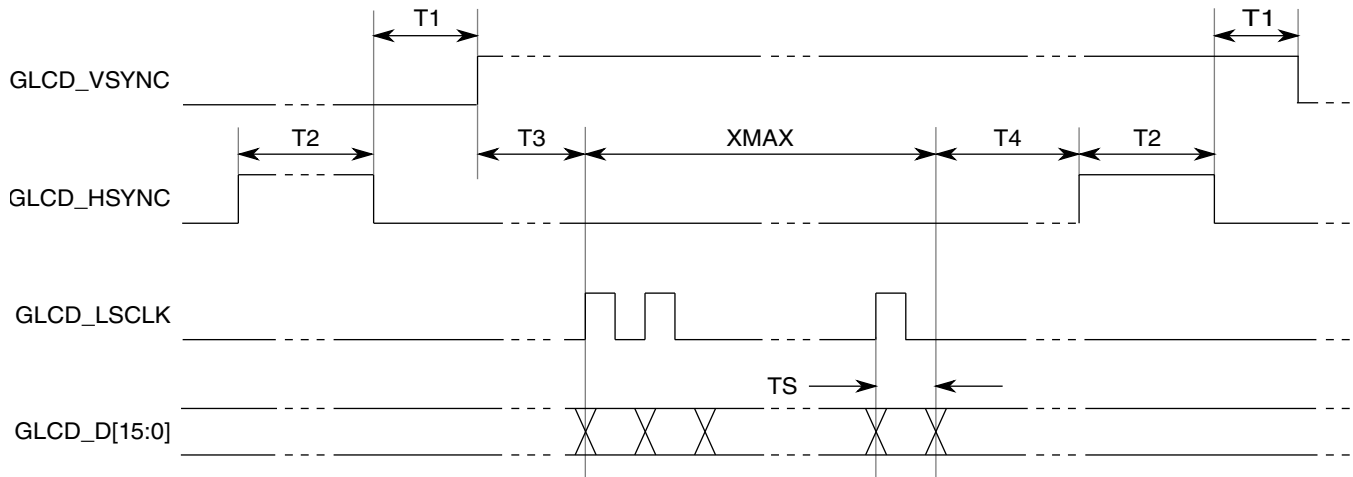 T1
T1
GLCD_VSYNC
T2
T3
XMAX
T4
T2
GLCD_HSYNC
GLCD_LSCLK
TS
GLCD_D[15:0]